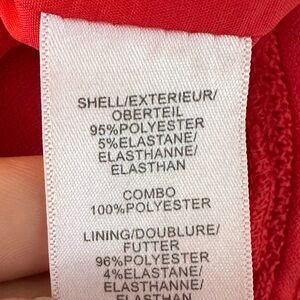 SHELL/EXTERIEUR/
OBERTEIL
95%POLYESTER
5%ELASTANE/
ELASTHANNE/
ELASTHAN
COMBO
100%POLYESTER
LINING/DOUBLURE/
FUTTER
96%POLYESTER
4%ELASTANE/
ELASTHANNE/
ELASTHAN